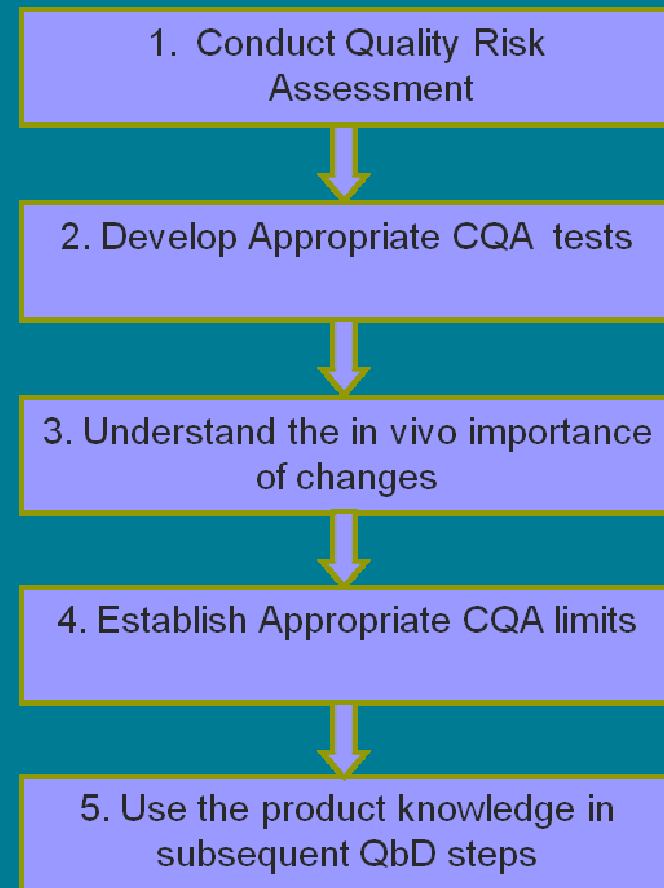 1. Conduct Quality Risk
Assessment
2. Develop Appropriate CQA tests
3. Understand the in vivo importance
of changes
4. Establish Appropriate CQA limits
5. Use the product knowledge in
subsequent QbD steps